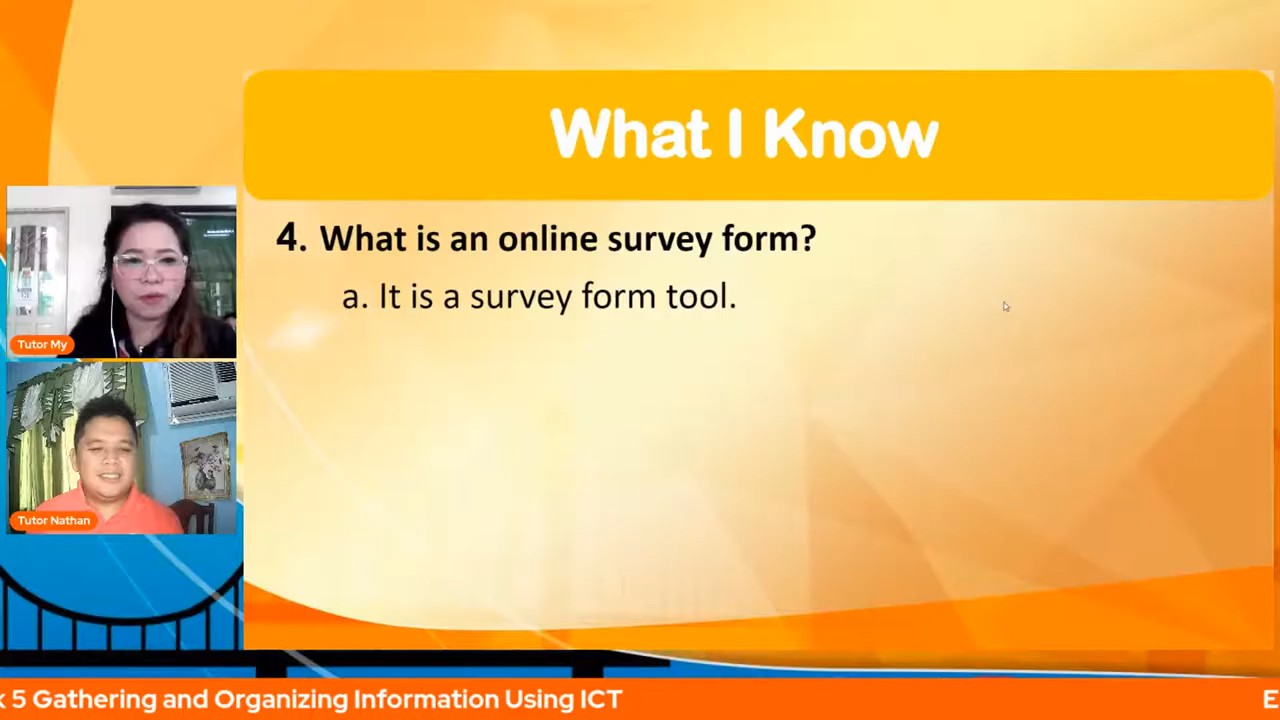 What I Know
4. What is an online survey form?
a. It is a survey form tool.
Tutor My
Tutor Nathan
5 Gathering and Organizing Information Using ICT